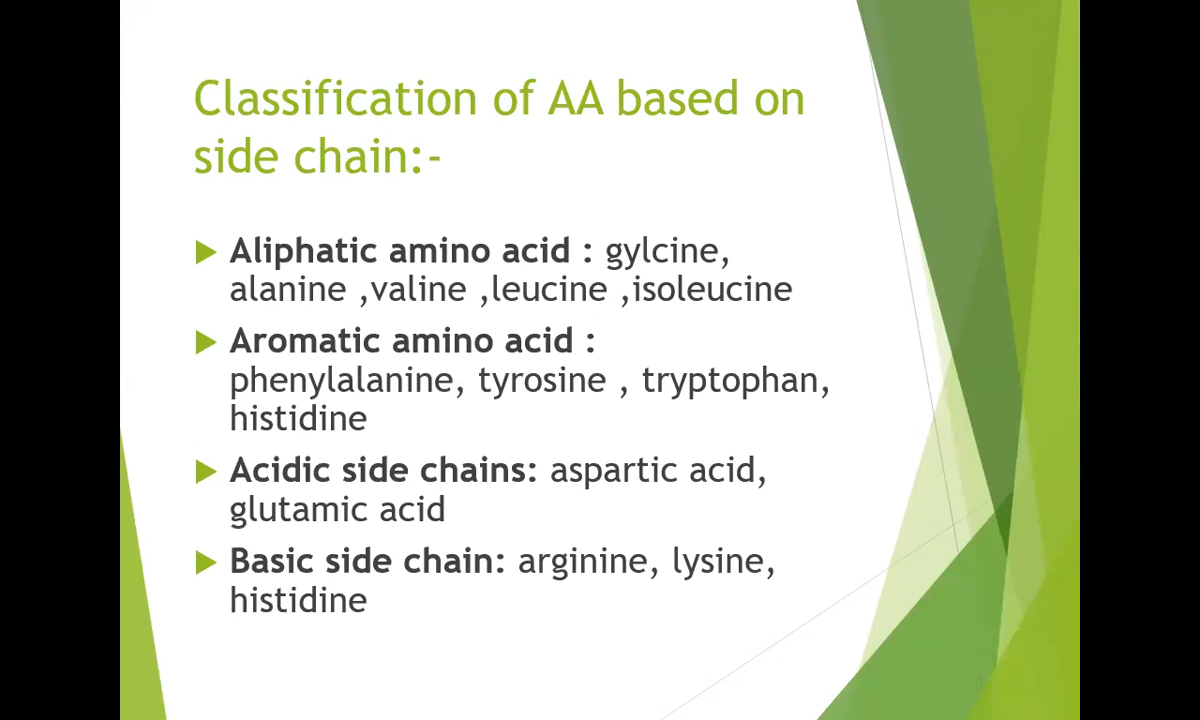 Classification of AA based on
side chain:-
Aliphatic amino acid : gylcine,
alanine ,valine ,leucine ,isoleucine
Aromatic amino acid :
phenylalanine, tyrosine , tryptophan,
histidine
Acidic side chains: aspartic acid,
glutamic acid
Basic side chain: arginine, lysine,
histidine